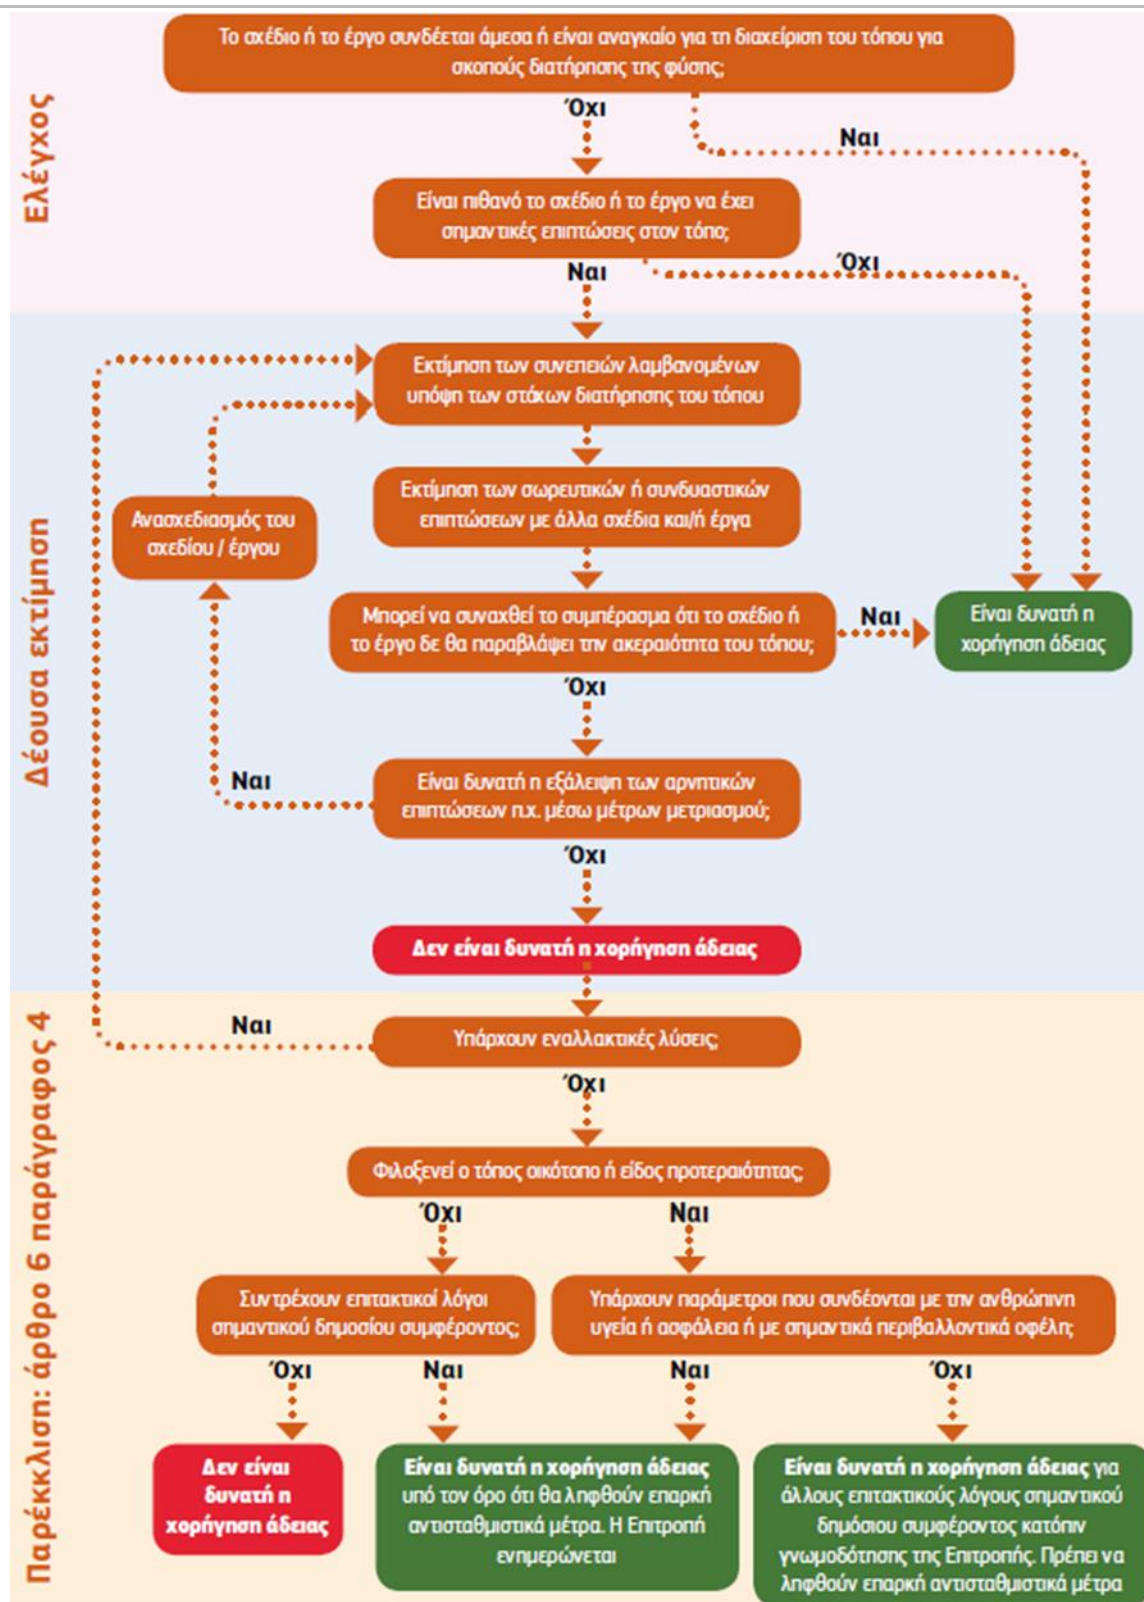 Το σχέδιο ή το έργο συνδέεται άμεσα ή είναι αναγκαίο για τη διαχείριση του τόπου για
σκοπούς διατήρησης της φύσης;
Όχι
Ναι
Ελέγχος
Είναι πιθανό το σχέδιο ή το έργο να έχει
σημαντικές επιπτώσεις στον τόπο;
Ναι
Όχι
Εκτίμηση των συνεπειών λαμβανομένων
υπόψη των στόχων διατήρησης του τόπου
Εκτίμηση των σωρευτικών ή συνδυαστικών
επιπτώσεων με άλλα σχέδια και/ή έργα
Ανασχεδιασμός του
σχεδίου / έργου
Δέουσα εκτίμηση
Μπορεί να συναχθεί το συμπέρασμα ότι το σχέδιο ή
το έργο δε θα παραβλάψει την ακεραιότητα του τόπου;
Ναι
Είναι δυνατή η
χορήγηση άδειας
Όχι
Είναι δυνατή η εξάλειψη των αρνητικών
επιπτώσεων π.χ. μέσω μέτρων μετριασμού;
Ναι
Όχι
Δεν είναι δυνατή η χορήγηση άδειας
Παρέκκλιση: άρθρο 6 παράγραφος 4
Υπάρχουν εναλλακτικές λύσεις;
Ναι
Όχι
Φιλοξενεί ο τόπος οικότοπο ή είδος προτεραιότητας;
Όχι
Ναι
Συντρέχουν επιτακτικοί λόγοι
σημαντικού δημοσίου συμφέροντος;
Υπάρχουν παράμετροι που συνδέονται με την ανθρώπινη
υγεία ή ασφάλεια ή με σημαντικά περιβαλλοντικά οφέλη;
Όχι
Ναι
Ναι
Όχι
Δεν είναι
δυνατή η
χορήγηση άδειας
Είναι δυνατή η χορήγηση άδειας
υπό τον όρο ότι θα ληφθούν επαρκή
αντισταθμιστικά μέτρα. Η Επιτροπή
ενημερώνεται
Είναι δυνατή η χορήγηση άδειας για
άλλους επιτακτικούς λόγους σημαντικού
δημόσιου συμφέροντος κατόπιν
γνωμοδότησης της Επιτροπής. Πρέπει να
ληφθούν επαρκή αντισταθμιστικά μέτρα